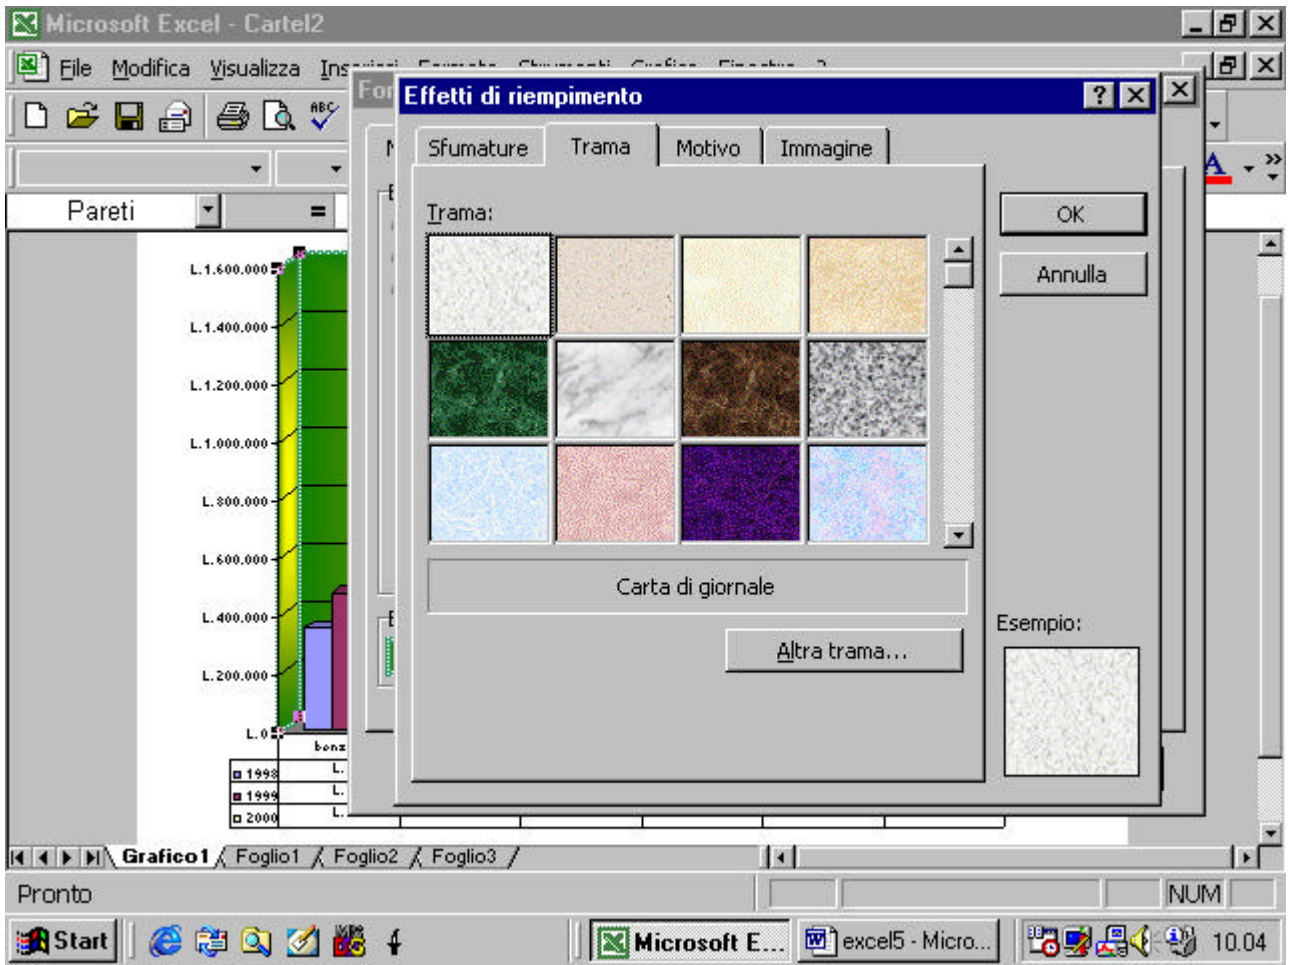 Microsoft Excel - Cartel2
File Modifica Visualizza
Effetti di riempimento
Sfumature Trama Motivo Immagine
Pareti =
Trama:
OK
Annulla
L.1.600.000
L.1.400.000
L.1.200.000
L.1.000.000
L.800.000
L.600.000
L.400.000
L.200.000
L.0
Carta di giornale
Altra trama...
Esempio:
1998 L.
1999 L.
2000 L.
Grafico1 Foglio1 Foglio2 Foglio3
Pronto NUM
Start Microsoft E... excel5 - Micro... 10.04